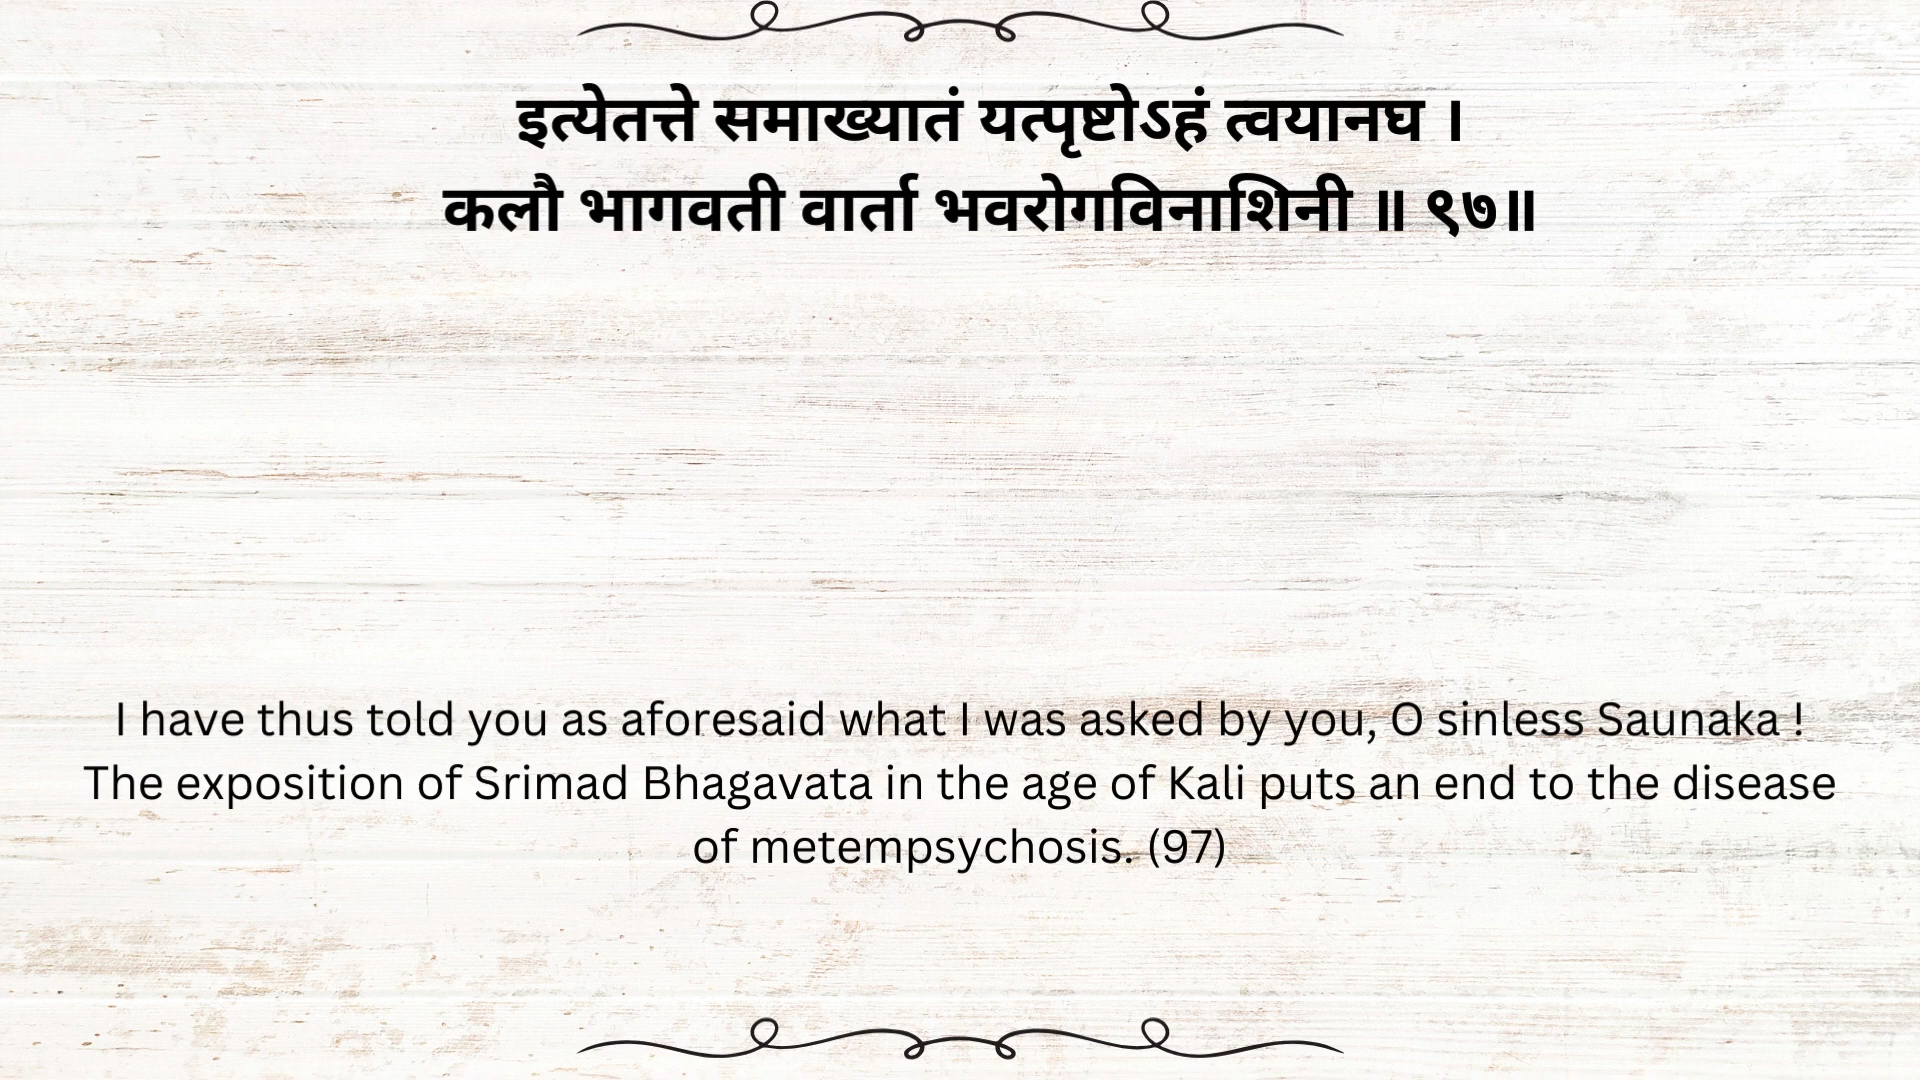 इत्येतत्ते समाख्यातं यत्पृष्टोऽहं त्वयानघ ।
कलौ भागवती वार्ता भवरोगविनाशिनी ॥ ९७॥
I have thus told you as aforesaid what I was asked by you, O sinless Saunaka !
The exposition of Srimad Bhagavata in the age of Kali puts an end to the disease
of metempsychosis. (97)